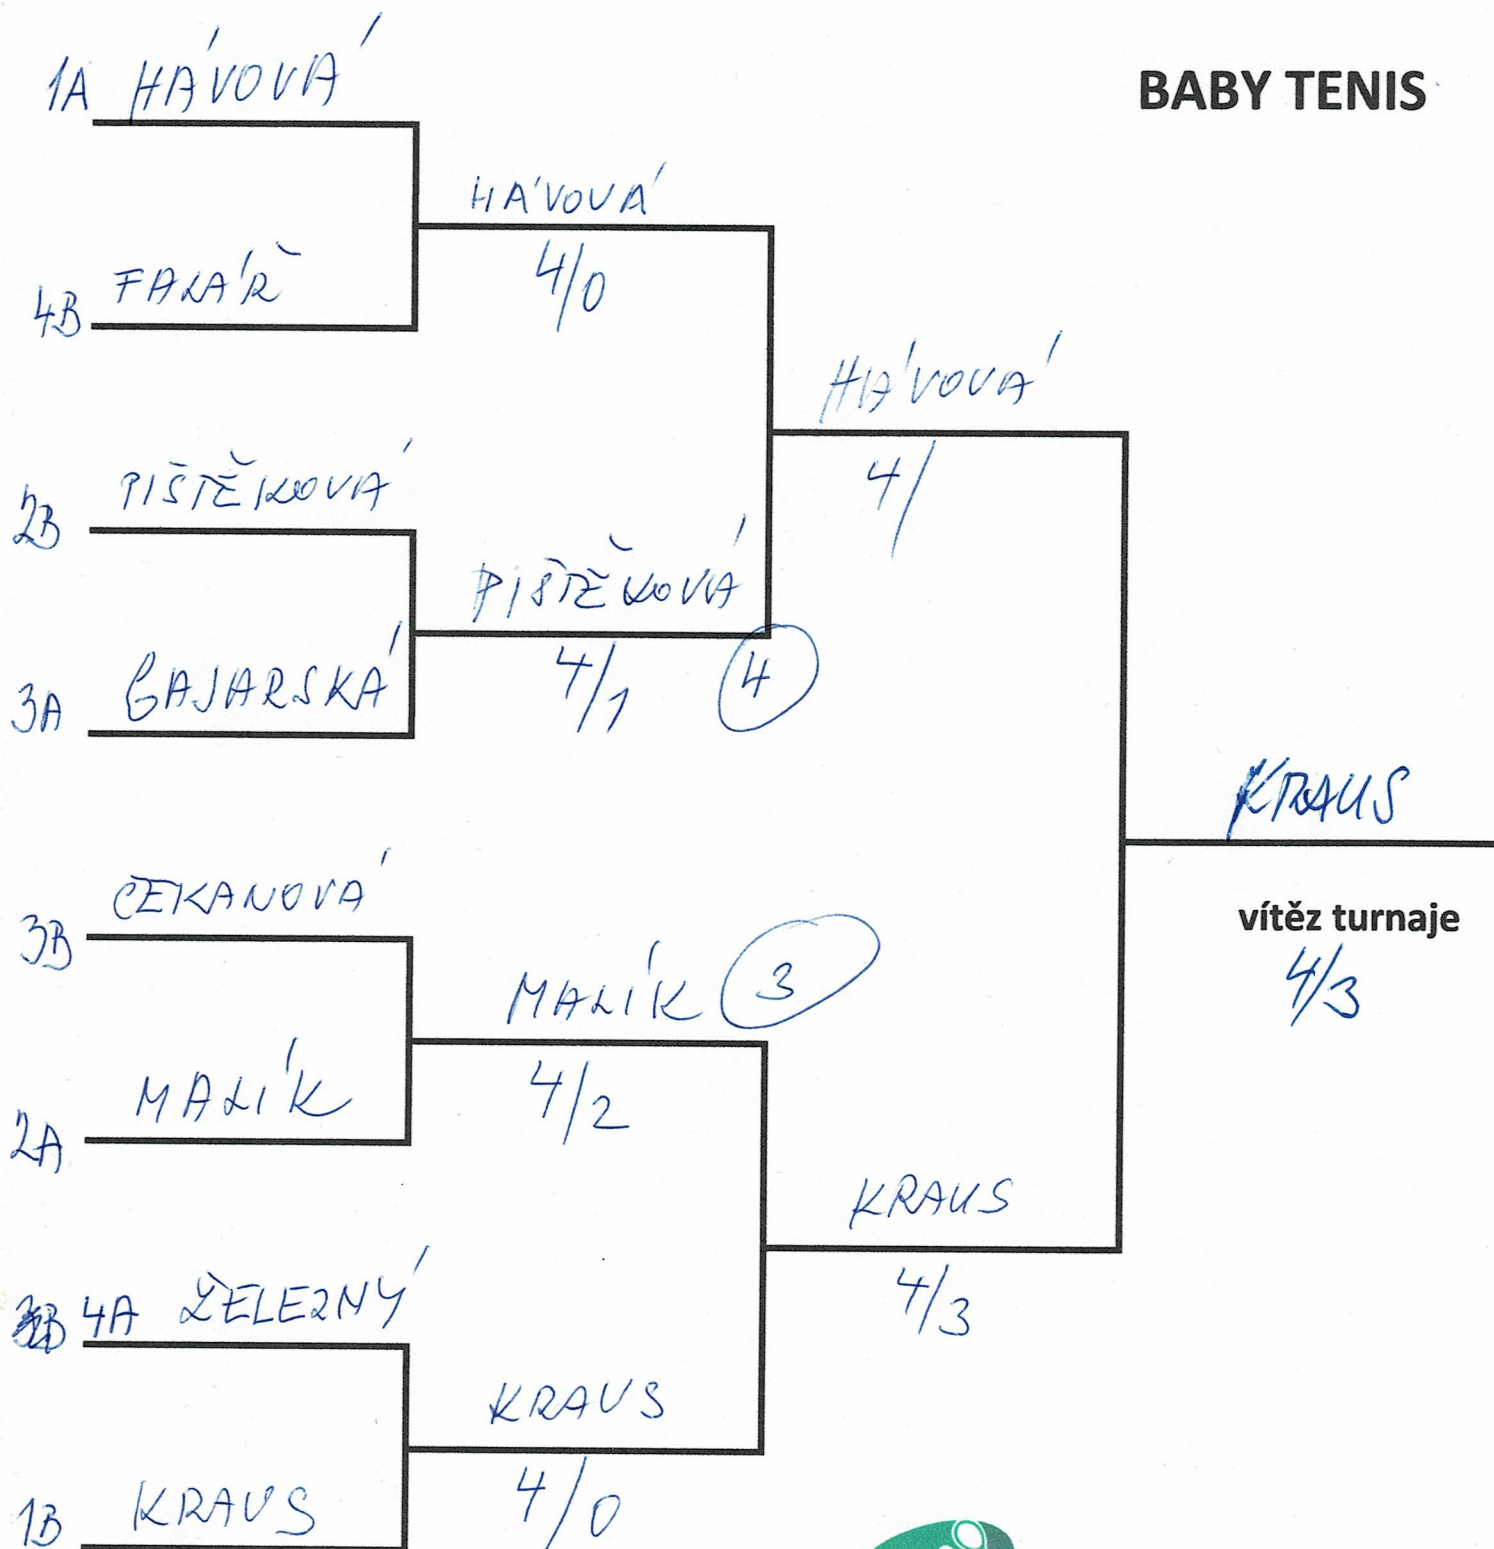 BABY TENIS
1A HÁVOVÁ
HÁVOVÁ
4/0
4B FALÁŘ
HÁVOVÁ
4/
2B PIŠTĚKOVÁ
PIŠTĚKOVÁ
4/1
4
3A GAJARSKÁ
KRAUS
vítěz turnaje
4/3
3B ČEKANOVÁ
MALÍK
3
4/2
2A MALÍK
KRAUS
4/3
4A ŽELEZNÝ
KRAUS
4/0
1B KRAUS